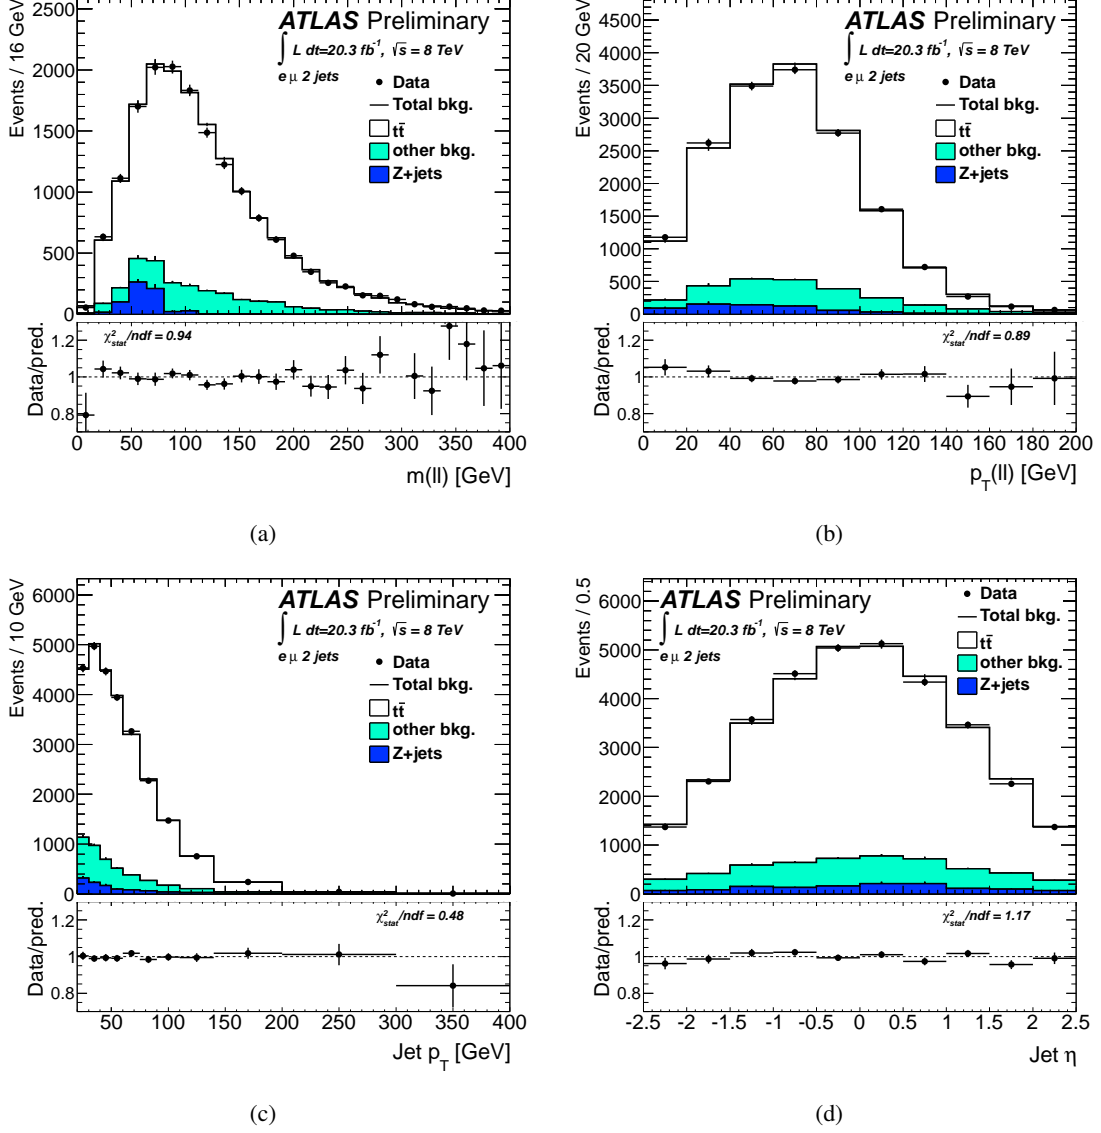 ATLAS Preliminary
∫ L dt=20.3 fb⁻¹, √s = 8 TeV
e μ 2 jets
Data
Total bkg.
tt̄
other bkg.
Z+jets
Events / 16 GeV
2500
2000
1500
1000
500
0
χ²stat/ndf = 0.94
Data/pred.
1.2
1
0.8
0 50 100 150 200 250 300 350 400
m(ll) [GeV]
(a)
ATLAS Preliminary
∫ L dt=20.3 fb⁻¹, √s = 8 TeV
e μ 2 jets
Data
Total bkg.
tt̄
other bkg.
Z+jets
Events / 20 GeV
4500
4000
3500
3000
2500
2000
1500
1000
500
0
χ²stat/ndf = 0.89
Data/pred.
1.2
1
0.8
0 20 40 60 80 100 120 140 160 180 200
pT(ll) [GeV]
(b)
ATLAS Preliminary
∫ L dt=20.3 fb⁻¹, √s = 8 TeV
e μ 2 jets
Data
Total bkg.
tt̄
other bkg.
Z+jets
Events / 10 GeV
6000
5000
4000
3000
2000
1000
0
χ²stat/ndf = 0.48
Data/pred.
1.2
1
0.8
50 100 150 200 250 300 350 400
Jet pT [GeV]
(c)
ATLAS Preliminary
∫ L dt=20.3 fb⁻¹, √s = 8 TeV
e μ 2 jets
Data
Total bkg.
tt̄
other bkg.
Z+jets
Events / 0.5
6000
5000
4000
3000
2000
1000
0
χ²stat/ndf = 1.17
Data/pred.
1.2
1
0.8
-2.5 -2 -1.5 -1 -0.5 0 0.5 1 1.5 2 2.5
Jet η
(d)